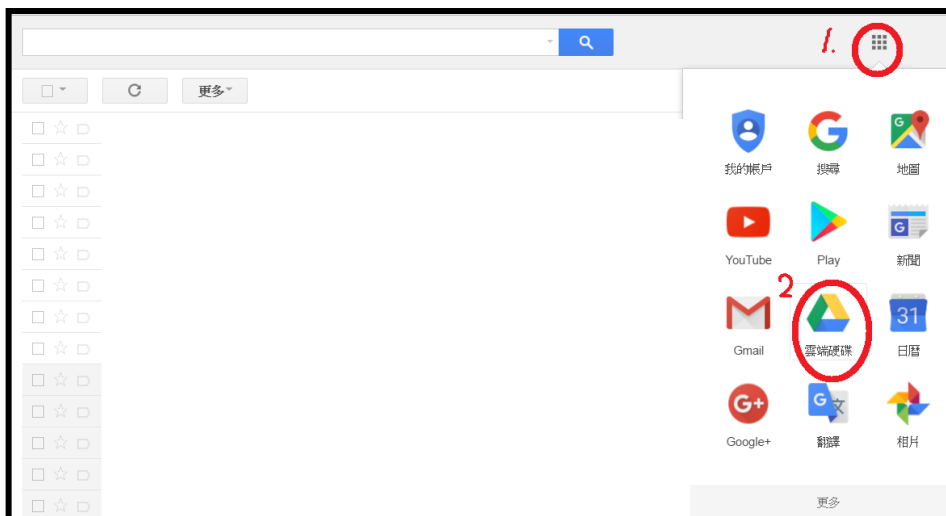 1.
更多
我的帳戶 搜尋 地圖
YouTube Play 新聞
2
31
Gmail 雲端硬碟 日曆
Google+ 翻譯 相片
更多